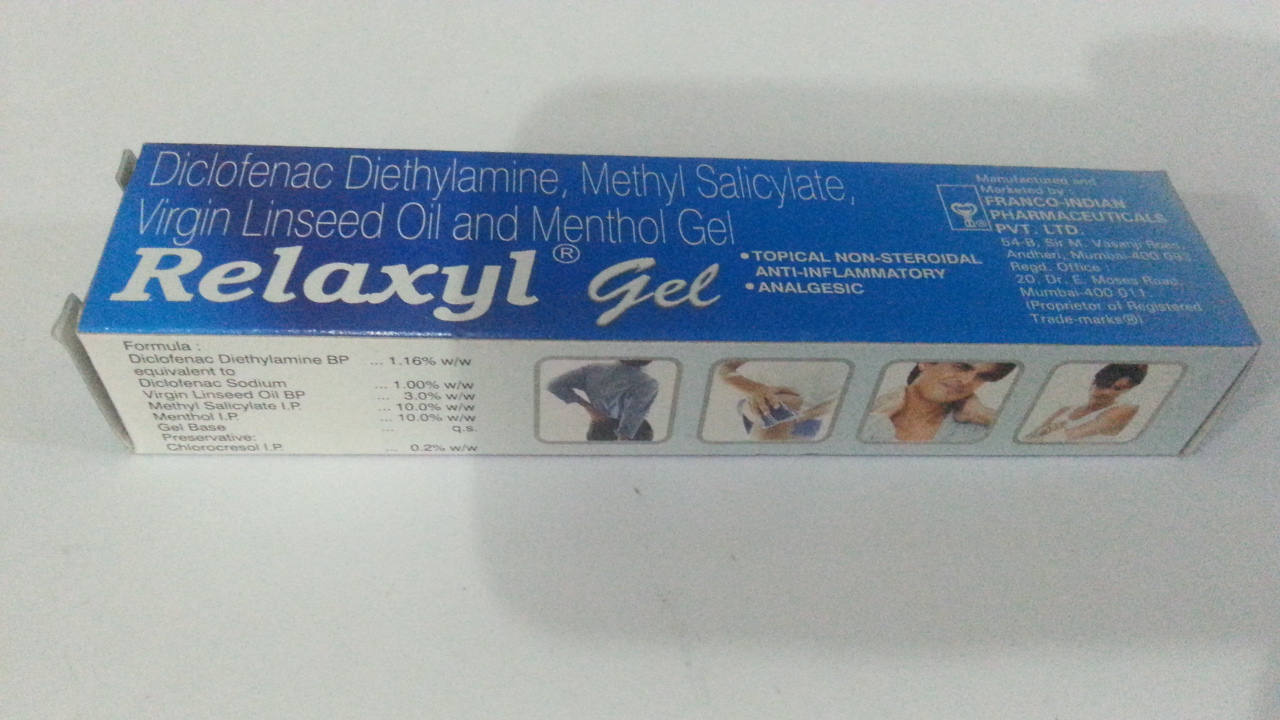 Diclofenac Diethylamine, Methyl Salicylate,
Virgin Linseed Oil and Menthol Gel
Relaxyl® Gel
• TOPICAL NON-STEROIDAL
ANTI-INFLAMMATORY
• ANALGESIC
Manufactured and
Marketed by :
FRANCO-INDIAN
PHARMACEUTICALS
PVT. LTD.
54-B, Sir M. Vasanji Road,
Andheri, Mumbai-400 093.
Regd. Office :
20, Dr. E. Moses Road,
Mumbai-400 011.
(Proprietor of Registered
Trade-marks®)
Formula :
Diclofenac Diethylamine BP ... 1.16% w/w
equivalent to
Diclofenac Sodium ... 1.00% w/w
Virgin Linseed Oil BP ... 3.0% w/w
Methyl Salicylate I.P. ... 10.0% w/w
Menthol I.P. ... 10.0% w/w
Gel Base ... q.s.
Preservative:
Chlorocresol I.P. ... 0.2% w/w